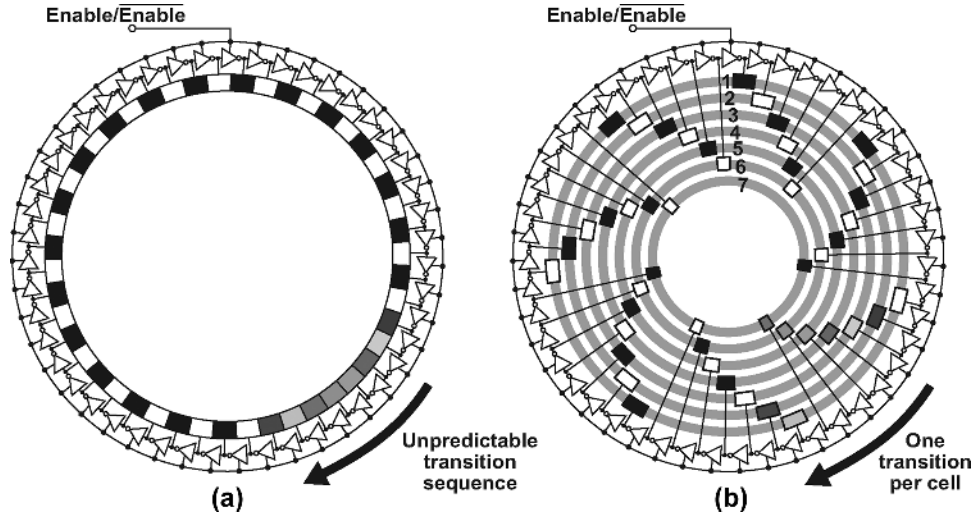 Enable/Enable
Unpredictable
transition
sequence
(a)
Enable/Enable
1
2
3
4
5
6
7
One
transition
per cell
(b)